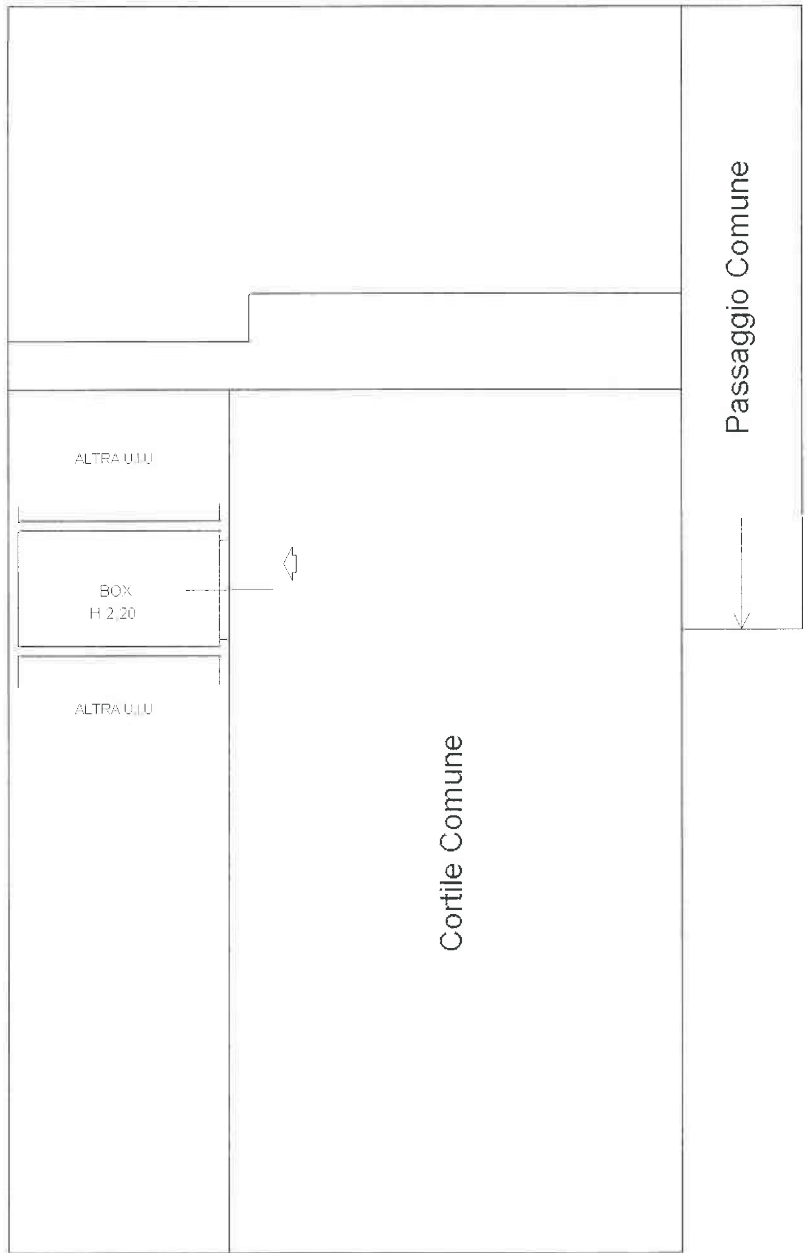 Passaggio Comune
ALTRA U.I.U
BOX
H 2,20
ALTRA U.I.U
Cortile Comune